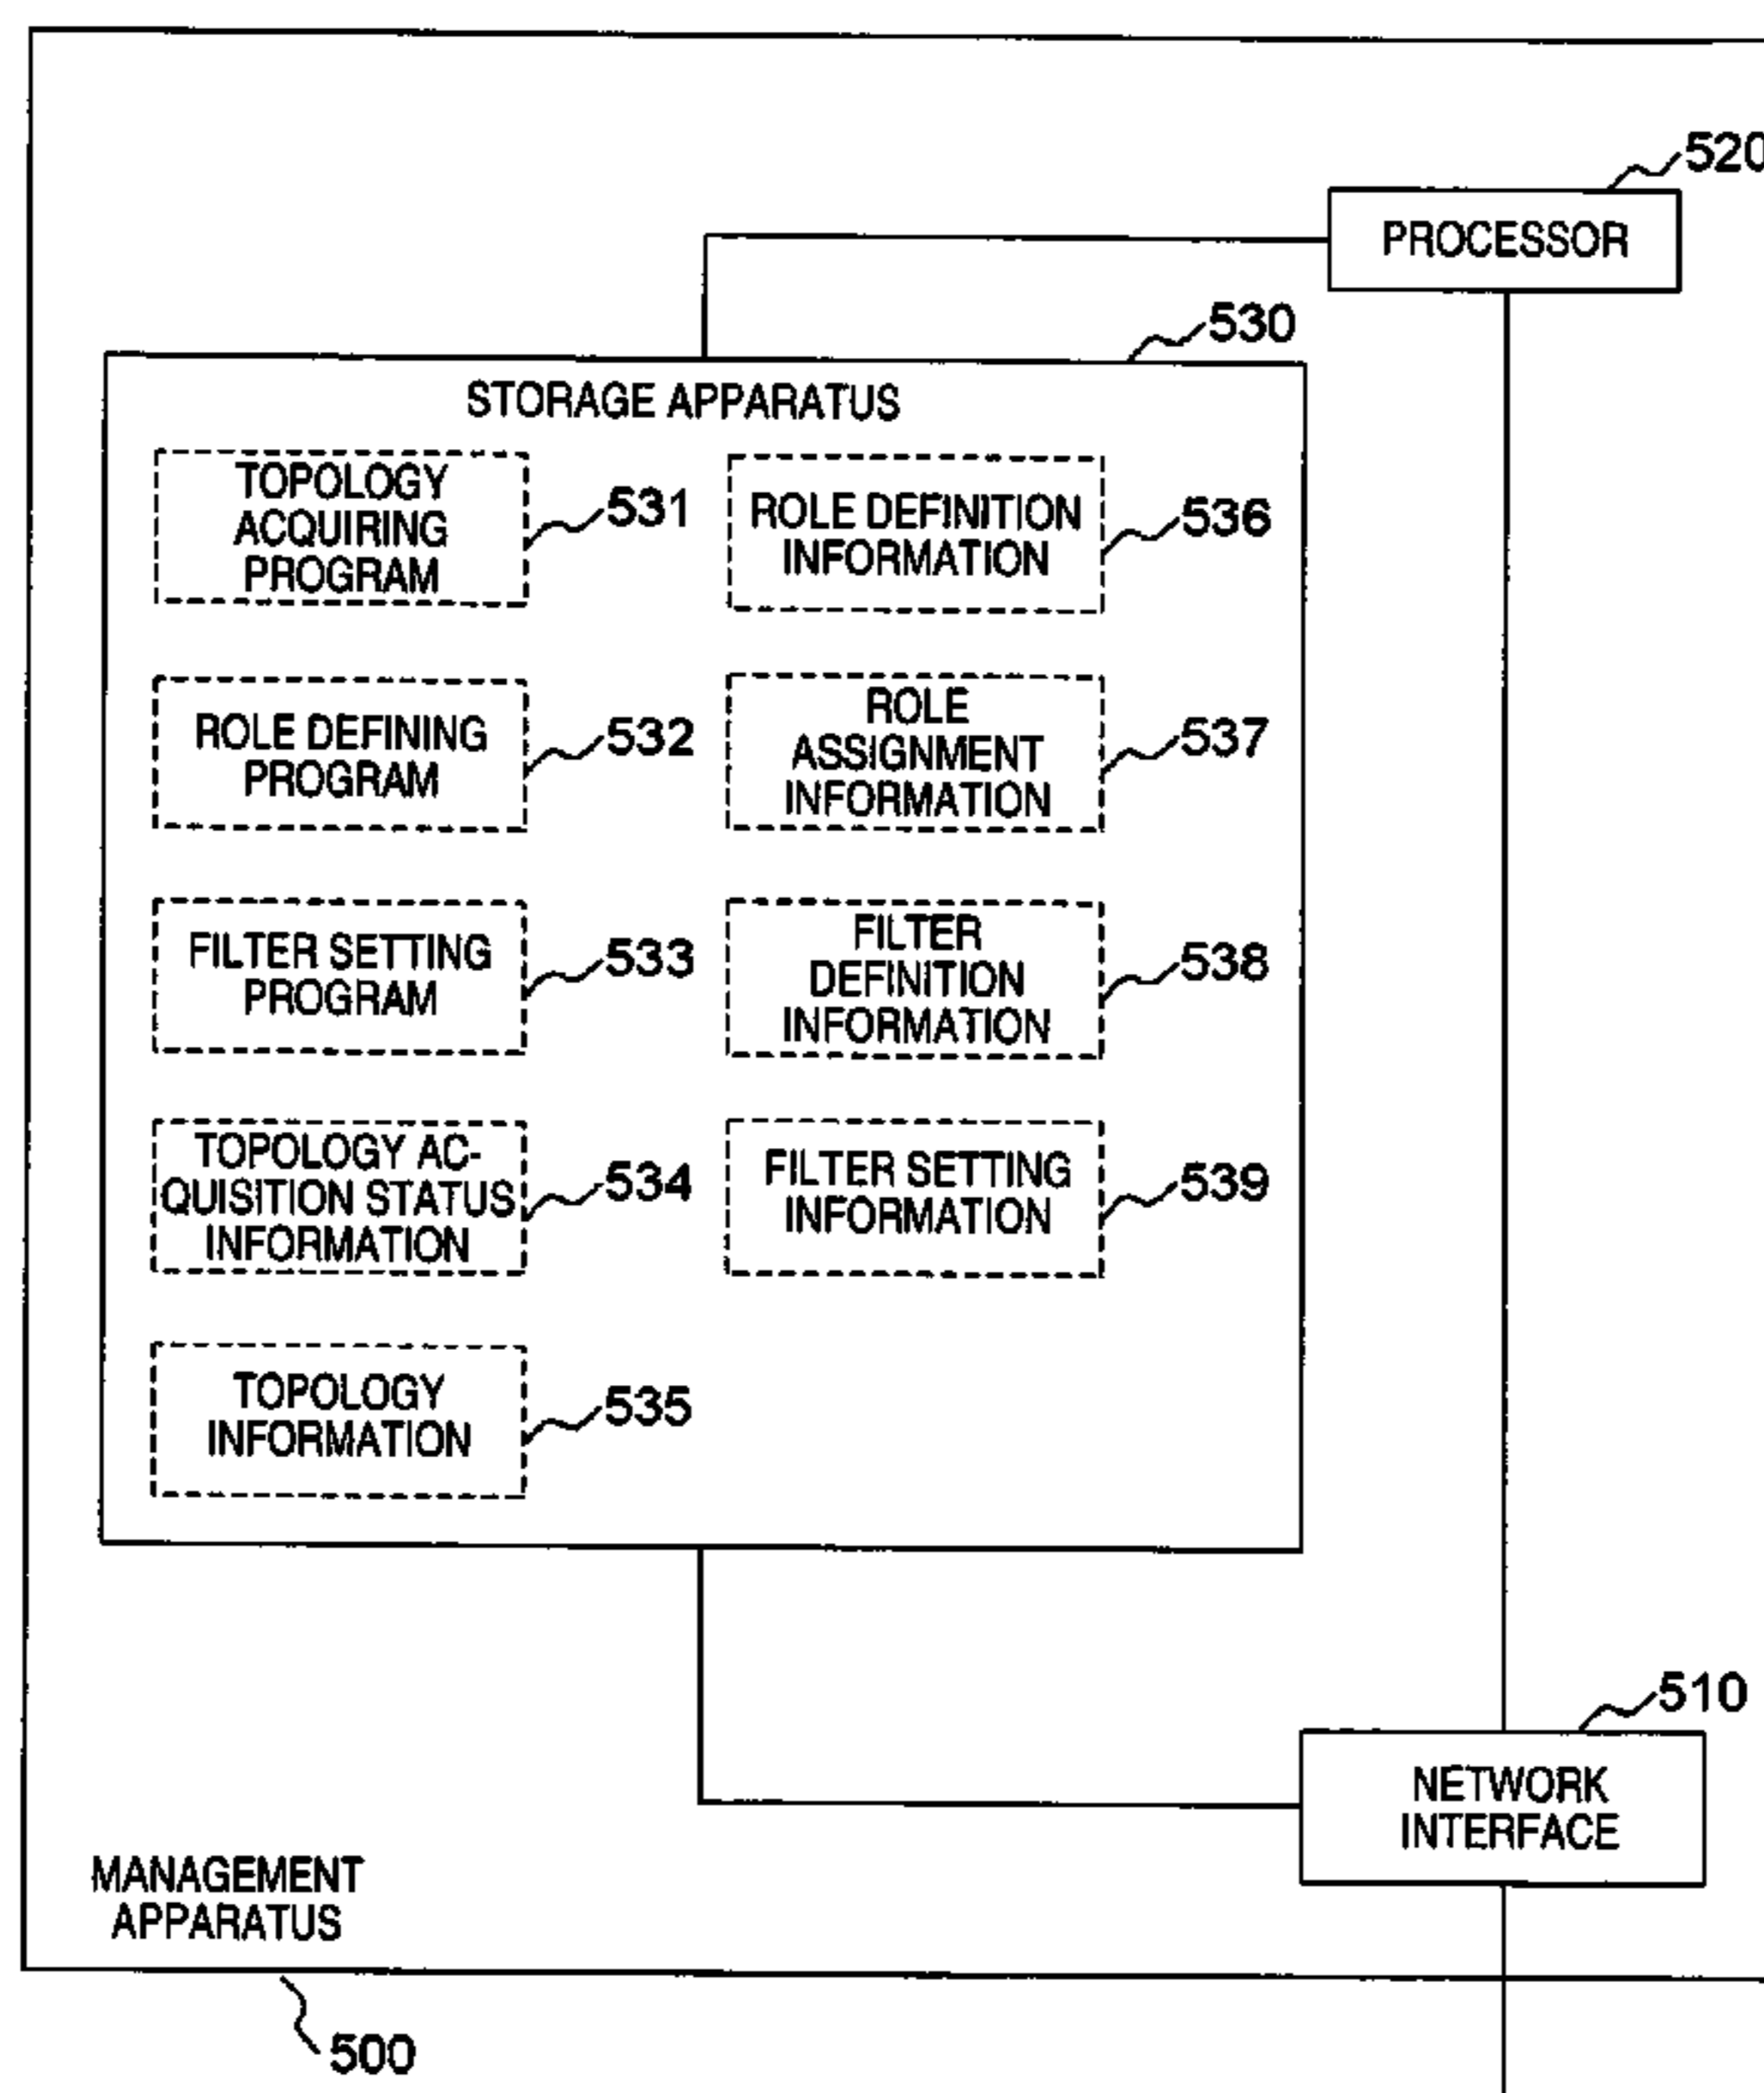 520
PROCESSOR
530
STORAGE APPARATUS
TOPOLOGY
ACQUIRING
PROGRAM
531
ROLE DEFINITION
INFORMATION
536
ROLE DEFINING
PROGRAM
532
ROLE
ASSIGNMENT
INFORMATION
537
FILTER SETTING
PROGRAM
533
FILTER
DEFINITION
INFORMATION
538
TOPOLOGY AC-
QUISITION STATUS
INFORMATION
534
FILTER SETTING
INFORMATION
539
TOPOLOGY
INFORMATION
535
510
NETWORK
INTERFACE
MANAGEMENT
APPARATUS
500